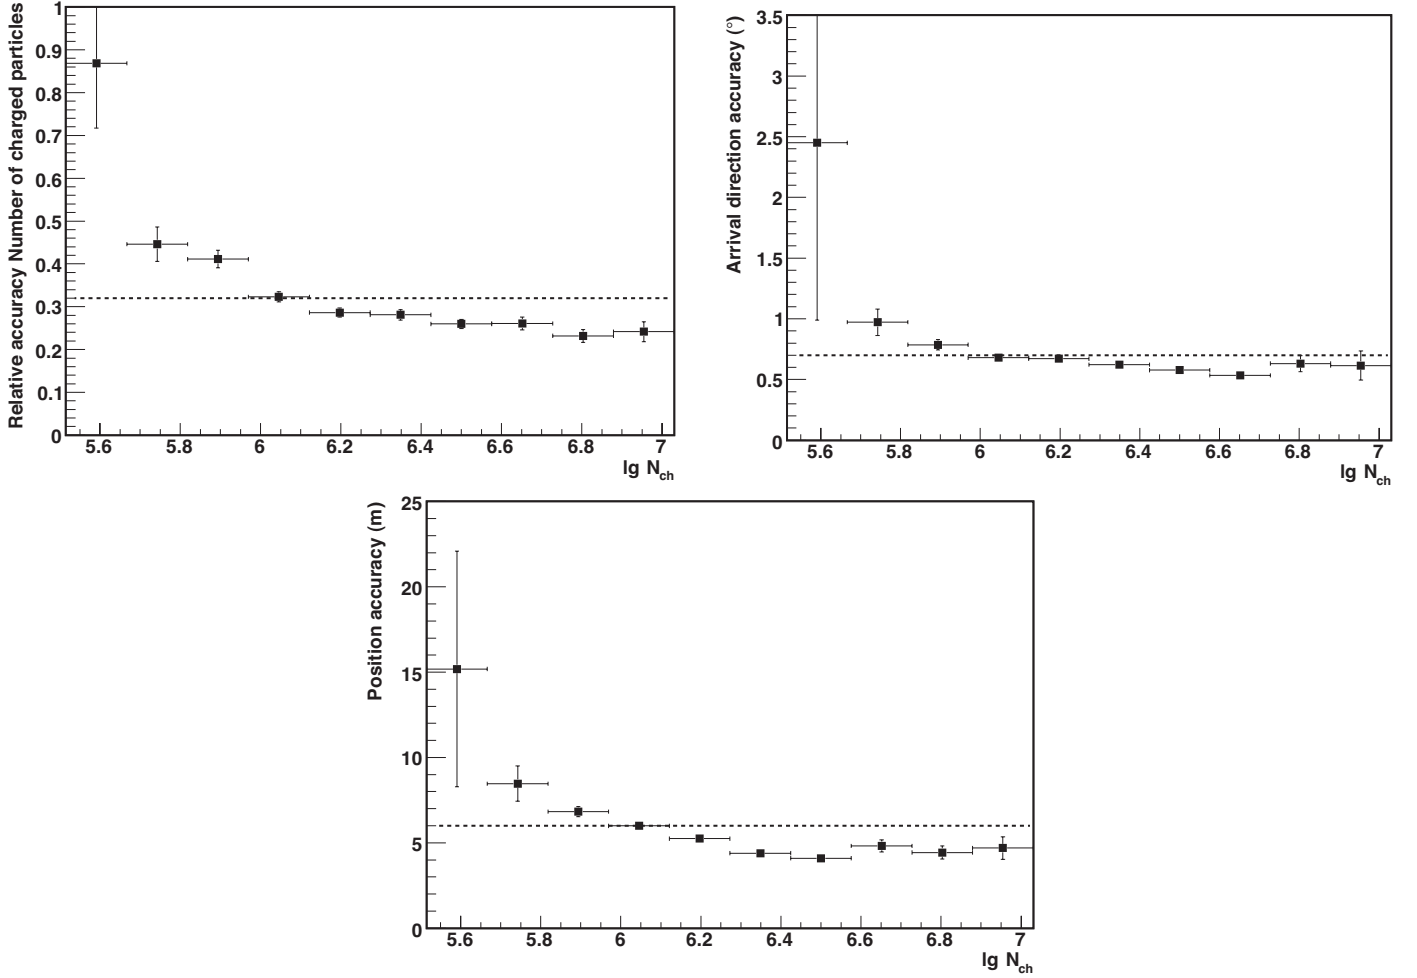 Relative accuracy Number of charged particles
1
0.9
0.8
0.7
0.6
0.5
0.4
0.3
0.2
0.1
0
5.6 5.8 6 6.2 6.4 6.6 6.8 7
lg N_ch
Arrival direction accuracy (°)
3.5
3
2.5
2
1.5
1
0.5
0
5.6 5.8 6 6.2 6.4 6.6 6.8 7
lg N_ch
Position accuracy (m)
25
20
15
10
5
0
5.6 5.8 6 6.2 6.4 6.6 6.8 7
lg N_ch